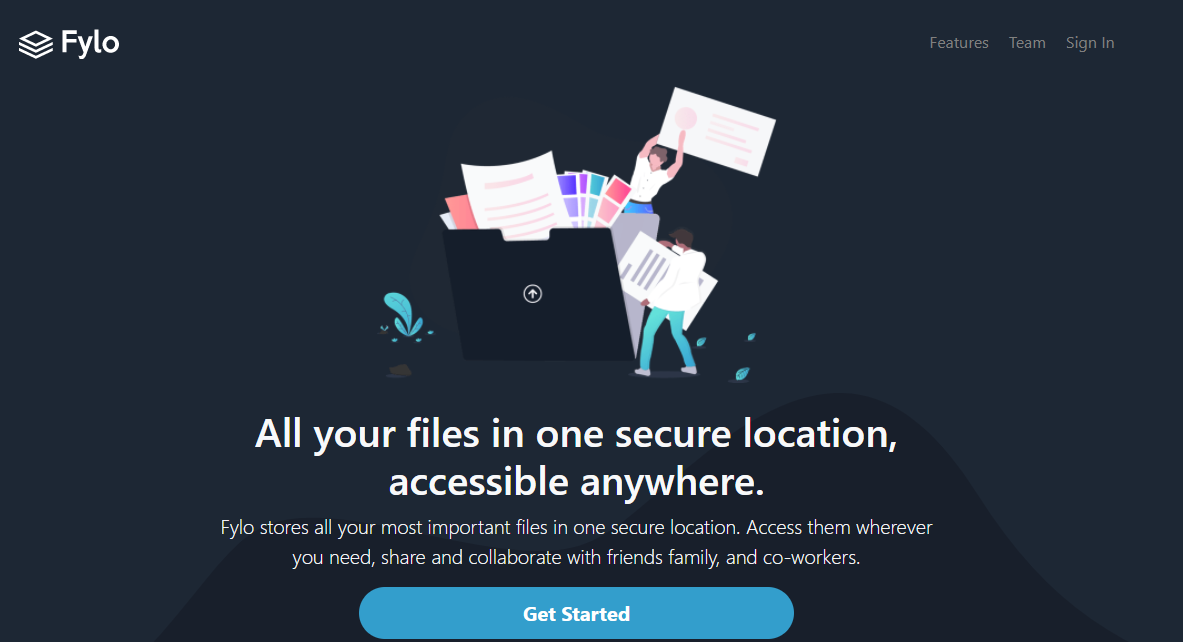 Fylo
Features Team Sign In
All your files in one secure location,
accessible anywhere.
Fylo stores all your most important files in one secure location. Access them wherever
you need, share and collaborate with friends family, and co-workers.
Get Started